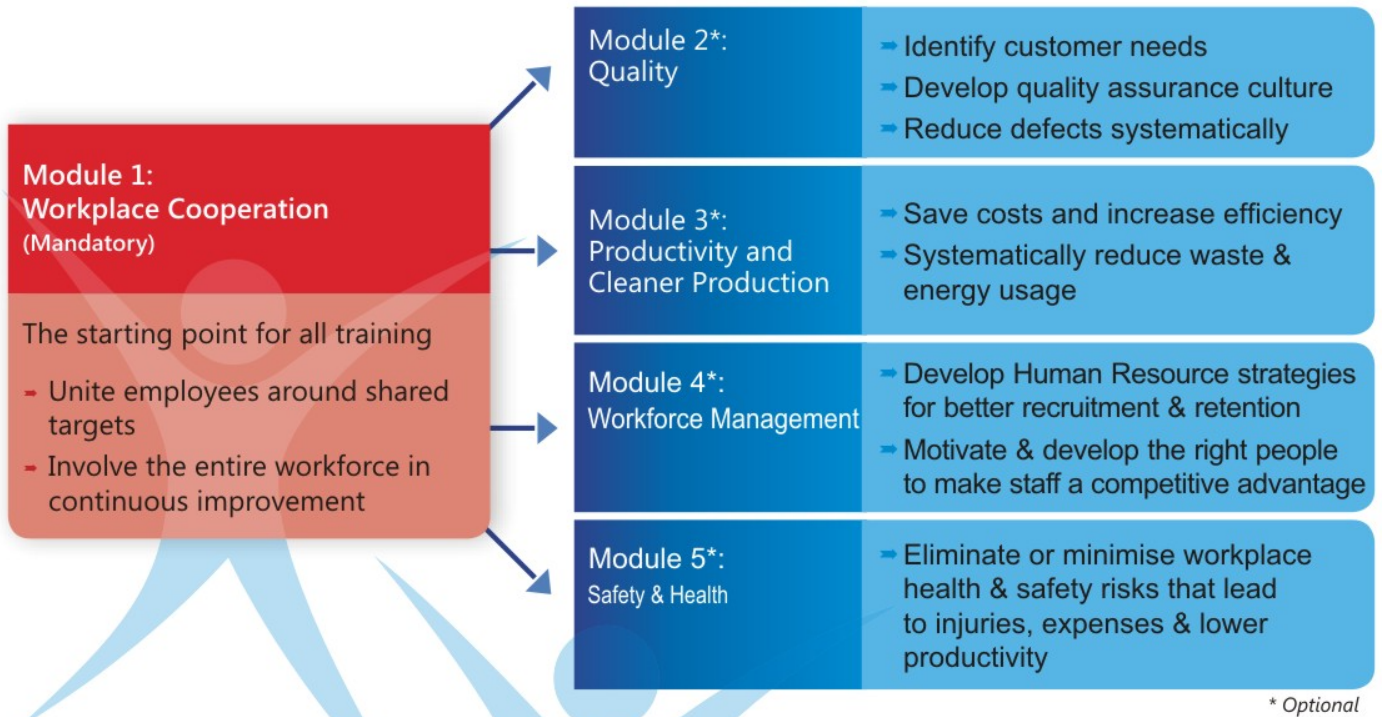 Module 1:
Workplace Cooperation
(Mandatory)
The starting point for all training
Unite employees around shared
targets
Involve the entire workforce in
continuous improvement
Module 2*:
Quality
Identify customer needs
Develop quality assurance culture
Reduce defects systematically
Module 3*:
Productivity and
Cleaner Production
Save costs and increase efficiency
Systematically reduce waste &
energy usage
Module 4*:
Workforce Management
Develop Human Resource strategies
for better recruitment & retention
Motivate & develop the right people
to make staff a competitive advantage
Module 5*:
Safety & Health
Eliminate or minimise workplace
health & safety risks that lead
to injuries, expenses & lower
productivity
* Optional